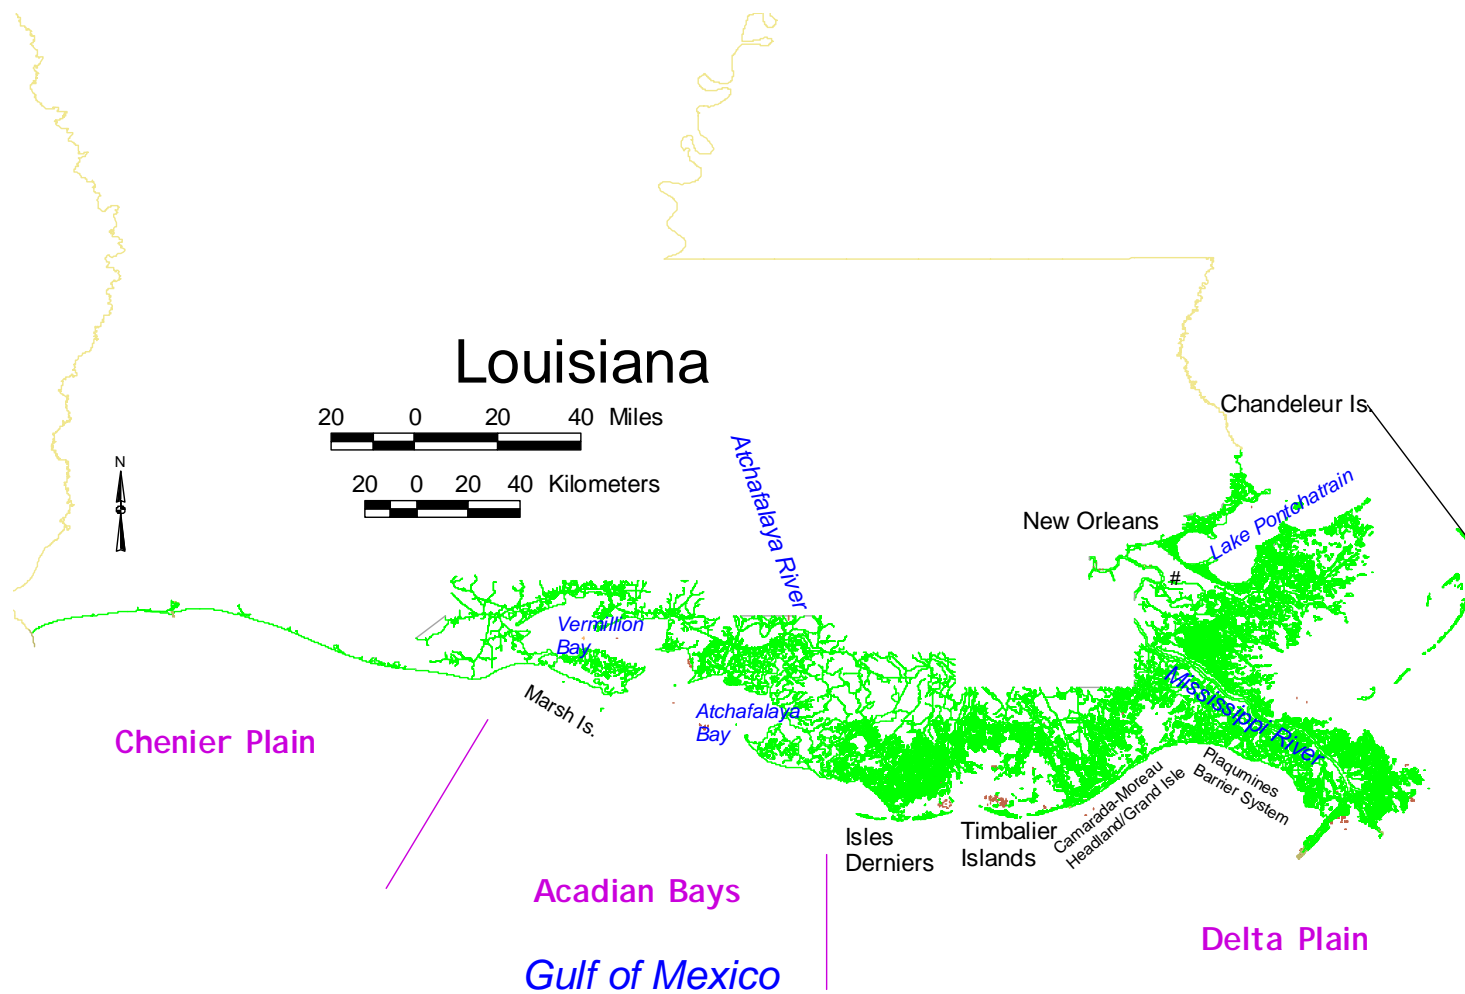 Louisiana
20 0 20 40 Miles
20 0 20 40 Kilometers
N
Chandeleur Is.
Atchafalaya River
New Orleans
Lake Pontchatrain
#
Vermillion
Bay
Marsh Is.
Atchafalaya
Bay
Mississippi River
Chenier Plain
Plaqumines
Barrier System
Camarada-Moreau
Headland/Grand Isle
Isles
Derniers
Timbalier
Islands
Acadian Bays
Delta Plain
Gulf of Mexico